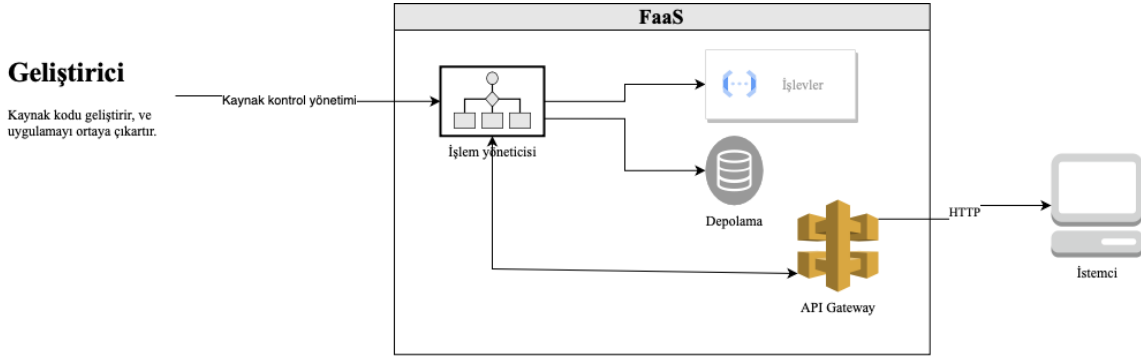 FaaS
Geliştirici
Kaynak kodu geliştirir, ve
uygulamayı ortaya çıkartır.
Kaynak kontrol yönetimi
İşlem yöneticisi
İşlevler
Depolama
API Gateway
HTTP
İstemci